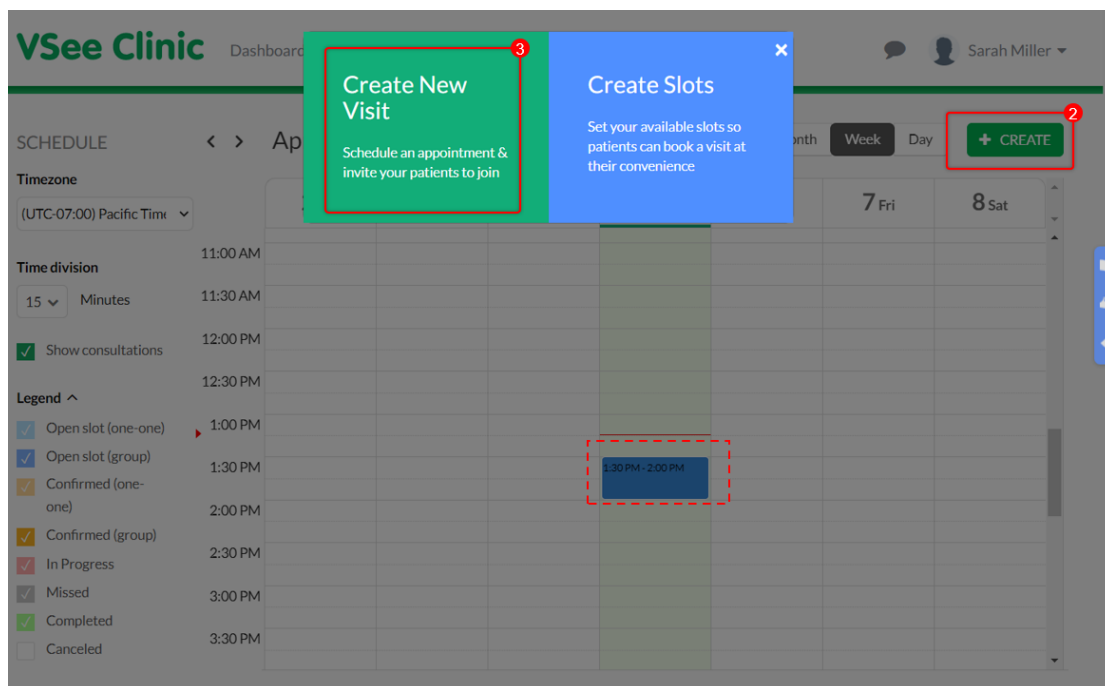 VSee Clinic
Dashboard
Sarah Miller
3
Create New
Visit
Schedule an appointment &
invite your patients to join
Create Slots
Set your available slots so
patients can book a visit at
their convenience
2
SCHEDULE
Week
Day
+ CREATE
Timezone
(UTC-07:00) Pacific Time
7 Fri
8 Sat
Time division
15
Minutes
Show consultations
Legend
Open slot (one-one)
Open slot (group)
Confirmed (one-
one)
Confirmed (group)
In Progress
Missed
Completed
Canceled
11:00 AM
11:30 AM
12:00 PM
12:30 PM
1:00 PM
1:30 PM
2:00 PM
2:30 PM
3:00 PM
3:30 PM
1:30 PM - 2:00 PM